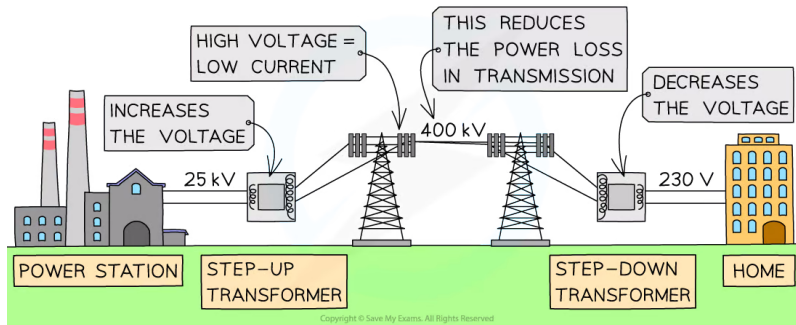 HIGH VOLTAGE =
LOW CURRENT
THIS REDUCES
THE POWER LOSS
IN TRANSMISSION
INCREASES
THE VOLTAGE
DECREASES
THE VOLTAGE
400 kV
25 kV
230 V
POWER STATION
STEP-UP
TRANSFORMER
STEP-DOWN
TRANSFORMER
HOME
Copyright © Save My Exams. All Rights Reserved